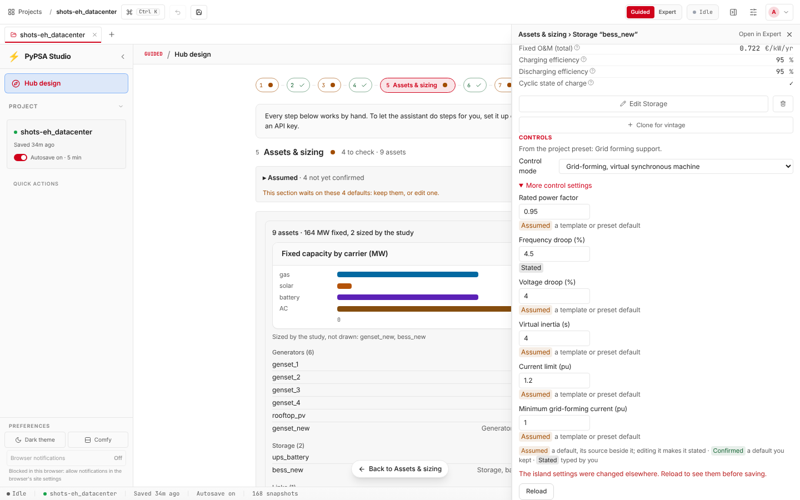 Projects / shots-eh_datacenter
Ctrl K
Guided Expert
Idle
A
shots-eh_datacenter
PyPSA Studio
Hub design
PROJECT
shots-eh_datacenter
Saved 34m ago
Autosave on · 5 min
QUICK ACTIONS
PREFERENCES
Dark theme
Comfy
Browser notifications Off
Blocked in this browser: allow notifications in the
browser's site settings
GUIDED / Hub design
1
2
3
4
5 Assets & sizing
6
7
Every step below works by hand. To let the assistant do steps for you, set it up
an API key.
5 Assets & sizing 4 to check · 9 assets
Assumed · 4 not yet confirmed
This section waits on these 4 defaults: keep them, or edit one.
9 assets · 164 MW fixed, 2 sized by the study
Fixed capacity by carrier (MW)
gas
solar
battery
AC
Sized by the study, not drawn: genset_new, bess_new
Generators (6)
genset_1
genset_2
genset_3
genset_4
rooftop_pv
genset_new
Storage (2)
ups_battery
bess_new
Back to Assets & sizing
Assets & sizing › Storage “bess_new”
Open in Expert
Fixed O&M (total) 0.722 €/kW/yr
Charging efficiency 95 %
Discharging efficiency 95 %
Cyclic state of charge ✓
Edit Storage
Clone for vintage
CONTROLS
From the project preset: Grid forming support.
Control mode
Grid-forming, virtual synchronous machine
More control settings
Rated power factor
0.95
Assumed a template or preset default
Frequency droop (%)
4.5
Stated
Voltage droop (%)
4
Assumed a template or preset default
Virtual inertia (s)
4
Assumed a template or preset default
Current limit (pu)
1.2
Assumed a template or preset default
Minimum grid-forming current (pu)
1
Assumed a template or preset default
Assumed a default, its source beside it; editing it makes it stated · Confirmed a default you
kept · Stated typed by you
The island settings were changed elsewhere. Reload to see them before saving.
Reload
Idle shots-eh_datacenter Saved 34m ago Autosave on 168 snapshots